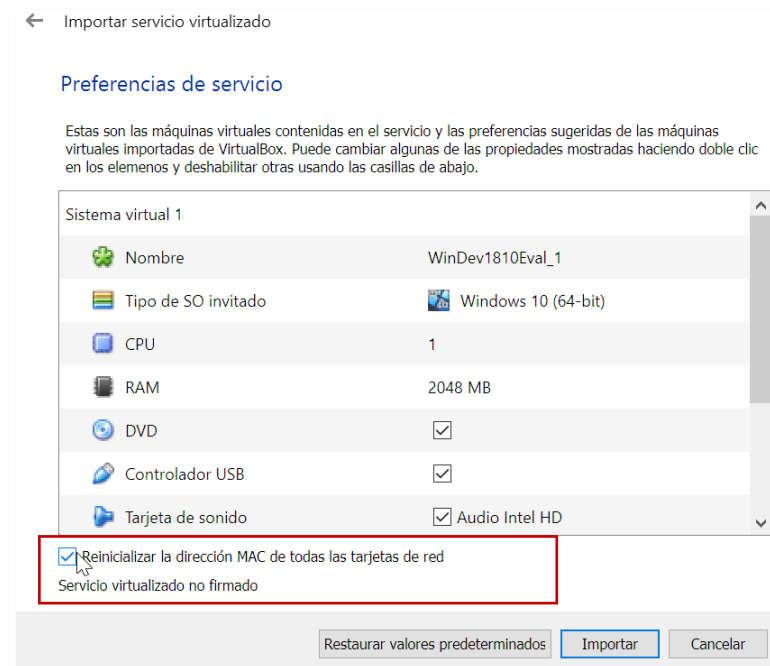 Importar servicio virtualizado
Preferencias de servicio
Estas son las máquinas virtuales contenidas en el servicio y las preferencias sugeridas de las máquinas
virtuales importadas de VirtualBox. Puede cambiar algunas de las propiedades mostradas haciendo doble clic
en los elemenos y deshabilitar otras usando las casillas de abajo.
Sistema virtual 1
Nombre WinDev1810Eval_1
Tipo de SO invitado Windows 10 (64-bit)
CPU 1
RAM 2048 MB
DVD
Controlador USB
Tarjeta de sonido Audio Intel HD
Reinicializar la dirección MAC de todas las tarjetas de red
Servicio virtualizado no firmado
Restaurar valores predeterminados Importar Cancelar